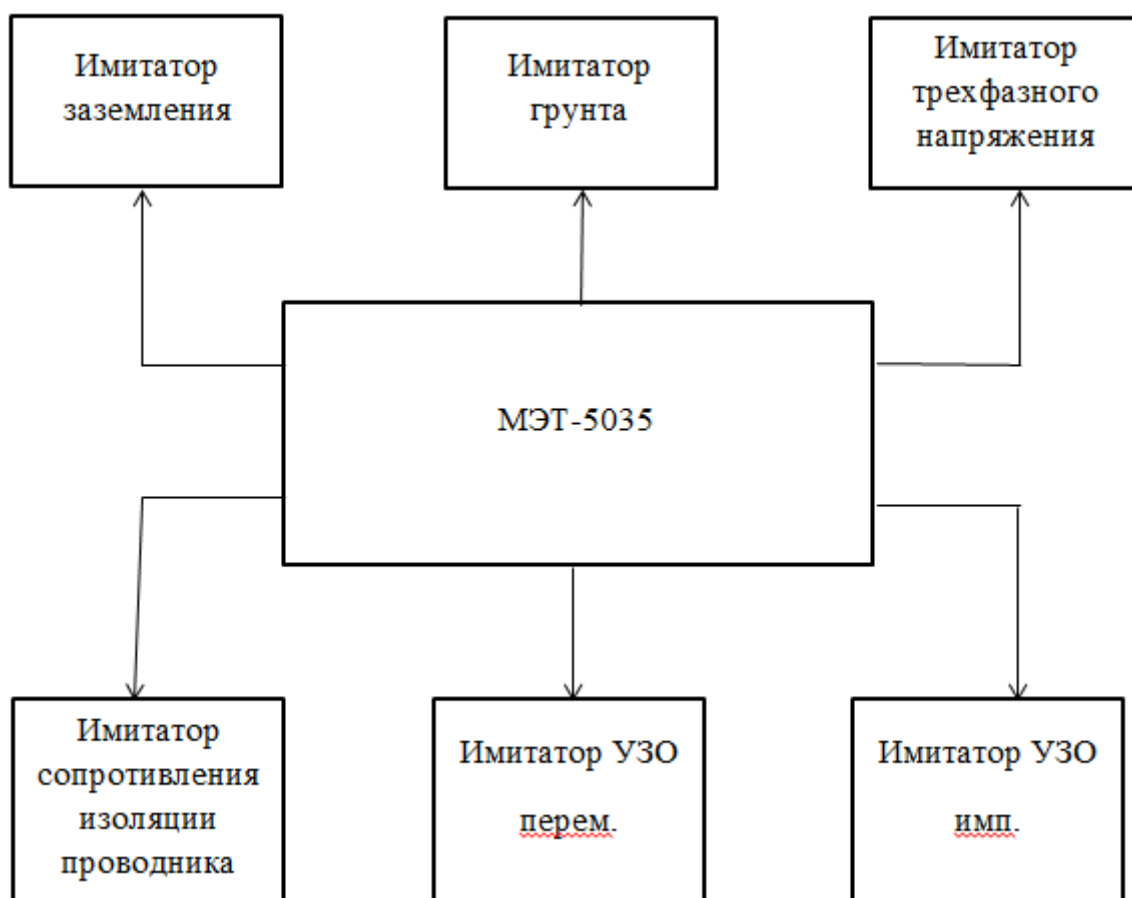 Имитатор
заземления
Имитатор
грунта
Имитатор
трехфазного
напряжения
МЭТ-5035
Имитатор
сопротивления
изоляции
проводника
Имитатор УЗО
перем.
Имитатор УЗО
имп.